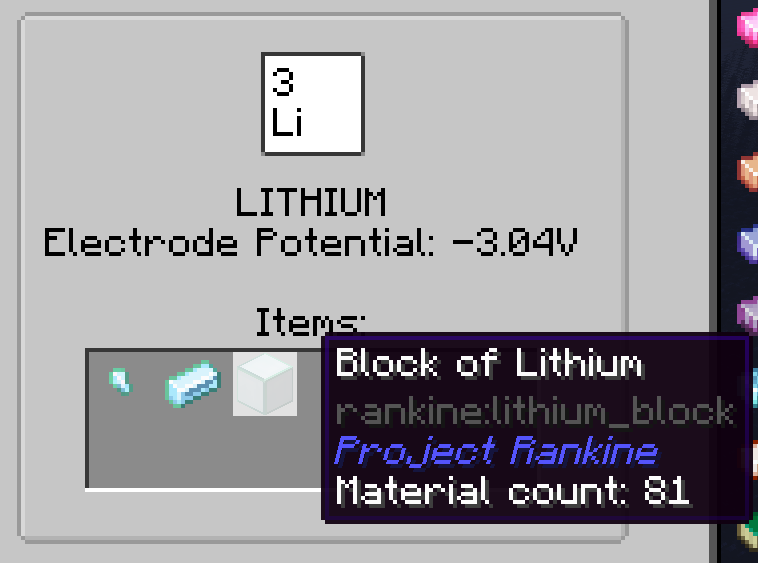 3
Li
LITHIUM
Electrode Potential: -3.04V
Items:
Block of Lithium
rankine:lithium_block
Project Rankine
Material count: 81